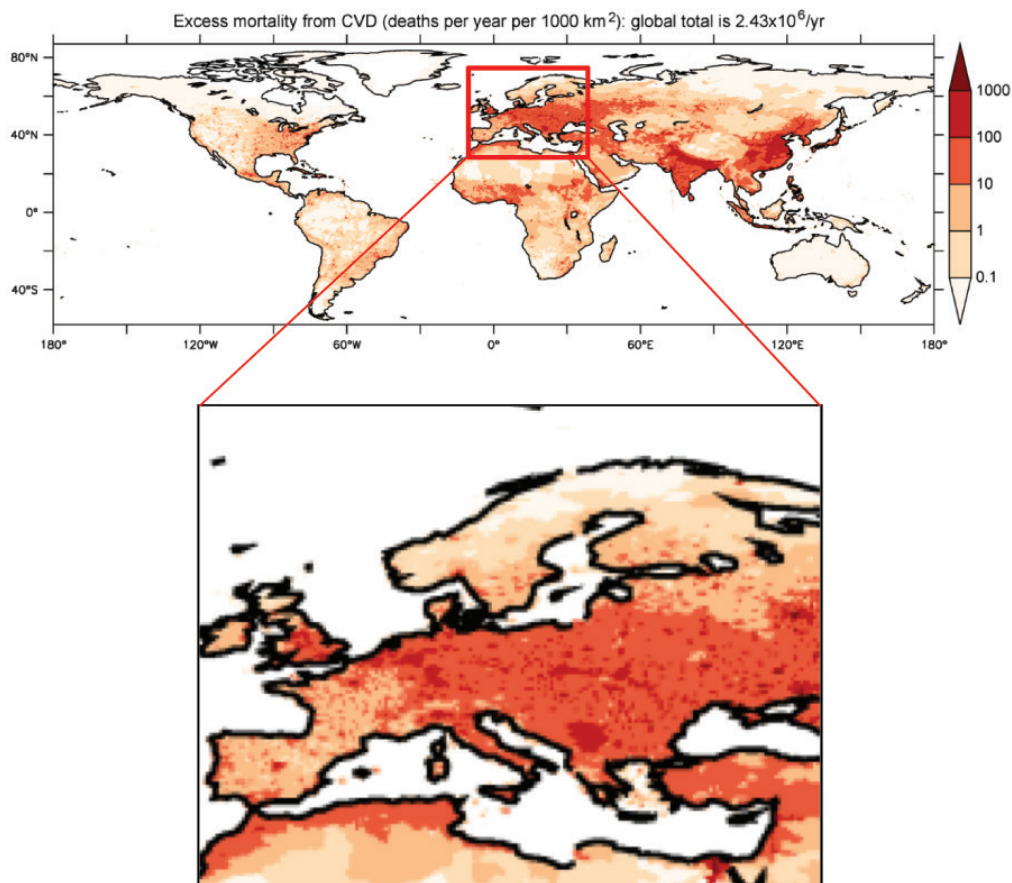 Excess mortality from CVD (deaths per year per 1000 km²): global total is 2.43x10⁶/yr
80°N
40°N
0°
40°S
180°
120°W
60°W
0°
60°E
120°E
180°
1000
100
10
1
0.1